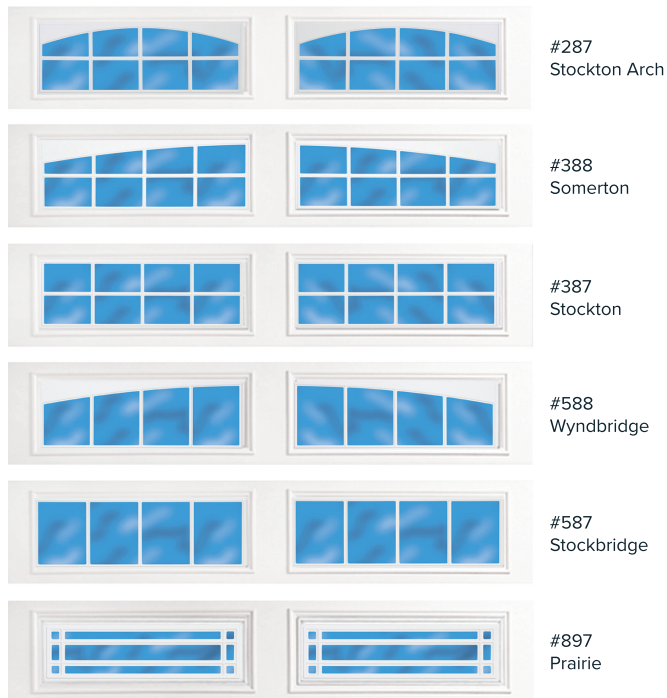 #287
Stockton Arch
#388
Somerton
#387
Stockton
#588
Wyndbridge
#587
Stockbridge
#897
Prairie